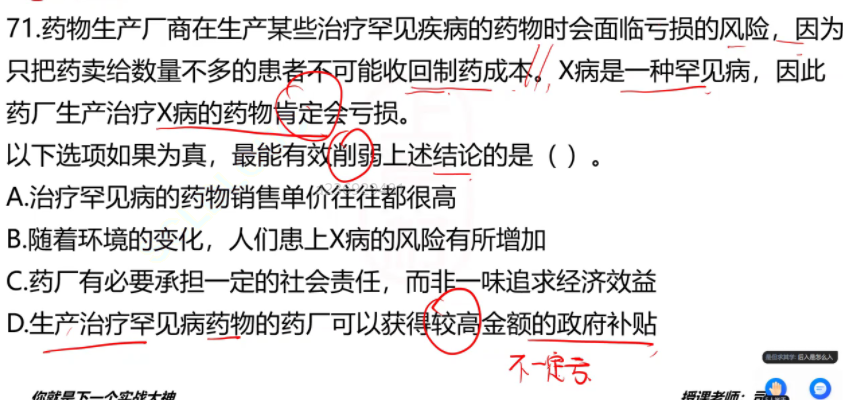 71.药物生产厂商在生产某些治疗罕见疾病的药物时会面临亏损的风险，因为
只把药卖给数量不多的患者不可能收回制药成本。X病是一种罕见病，因此
药厂生产治疗X病的药物肯定会亏损。
以下选项如果为真，最能有效削弱上述结论的是（ ）。
A.治疗罕见病的药物销售单价往往都很高
B.随着环境的变化，人们患上X病的风险有所增加
C.药厂有必要承担一定的社会责任，而非一味追求经济效益
D.生产治疗罕见病药物的药厂可以获得较高金额的政府补贴
不一定亏
你就是下一个实战大神
授课老师：